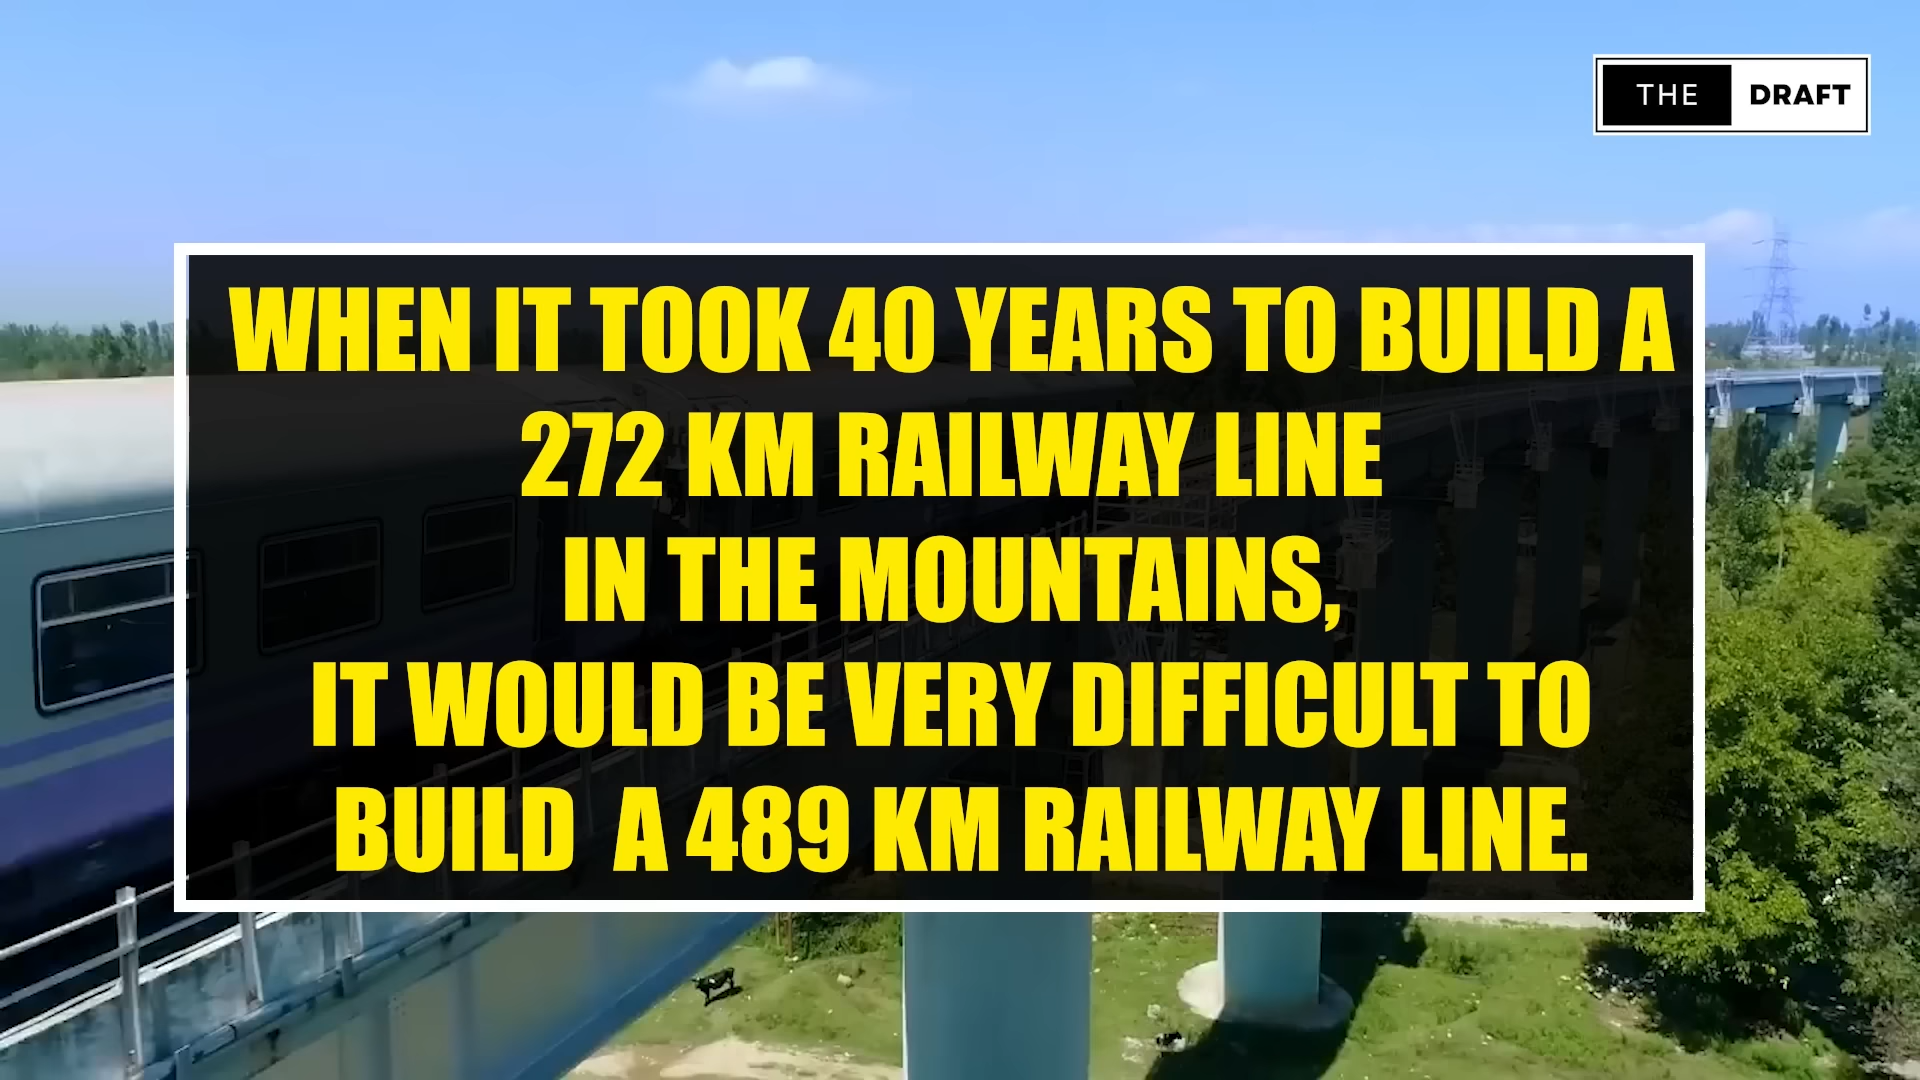 THE DRAFT
WHEN IT TOOK 40 YEARS TO BUILD A
272 KM RAILWAY LINE
IN THE MOUNTAINS,
IT WOULD BE VERY DIFFICULT TO
BUILD A 489 KM RAILWAY LINE.